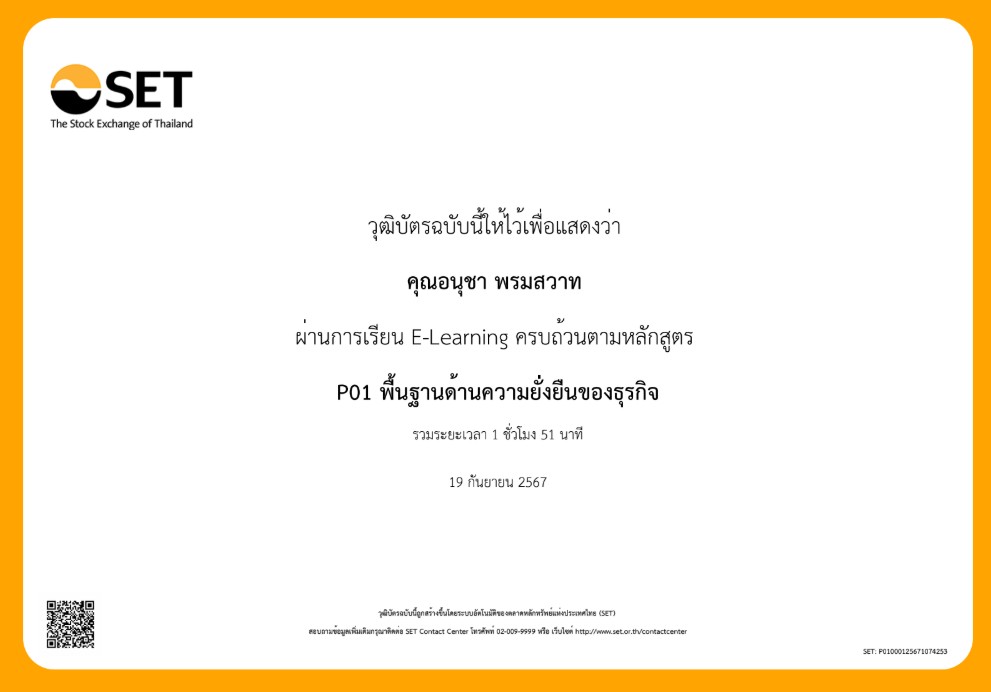 SET
The Stock Exchange of Thailand
วุฒิบัตรฉบับนี้ให้ไว้เพื่อแสดงว่า
คุณอนุชา พรมสวาท
ผ่านการเรียน E-Learning ครบถ้วนตามหลักสูตร
P01 พื้นฐานด้านความยั่งยืนของธุรกิจ
รวมระยะเวลา 1 ชั่วโมง 51 นาที
19 กันยายน 2567
วุฒิบัตรฉบับนี้ถูกสร้างขึ้นโดยระบบอัตโนมัติของตลาดหลักทรัพย์แห่งประเทศไทย (SET)
สอบถามข้อมูลเพิ่มเติมกรุณาติดต่อ SET Contact Center โทรศัพท์ 02-009-9999 หรือ เว็บไซต์ http://www.set.or.th/contactcenter
SET: P01000125671074253